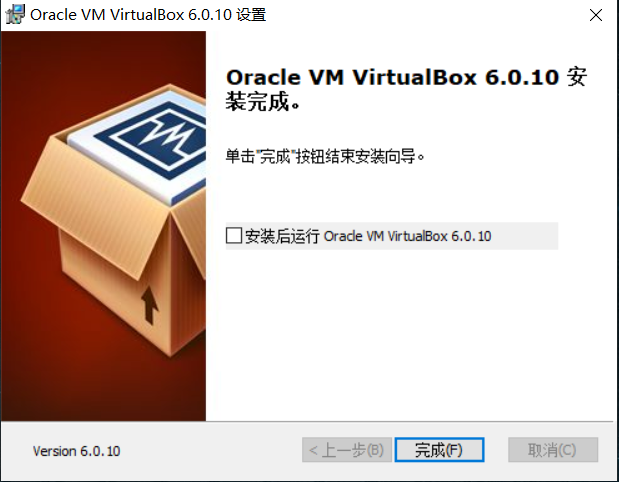 Oracle VM VirtualBox 6.0.10 设置
Oracle VM VirtualBox 6.0.10 安
装完成。
单击"完成"按钮结束安装向导。
安装后运行 Oracle VM VirtualBox 6.0.10
Version 6.0.10
< 上一步(B)
完成(F)
取消(C)